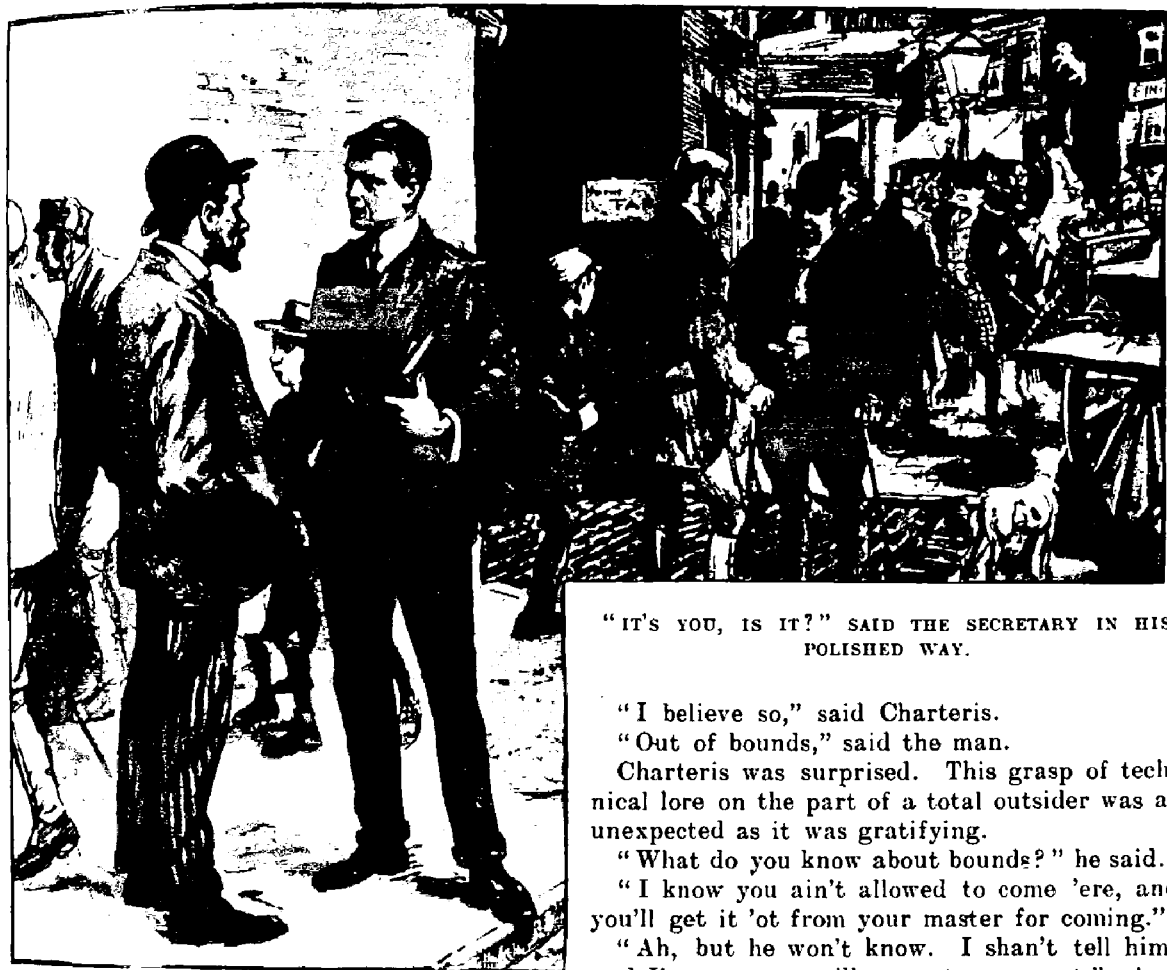 "IT'S YOU, IS IT?" SAID THE SECRETARY IN HIS
POLISHED WAY.
"I believe so," said Charteris.
"Out of bounds," said the man.
Charteris was surprised. This grasp of tech
nical lore on the part of a total outsider was a
unexpected as it was gratifying.
"What do you know about bounds?" he said.
"I know you ain't allowed to come 'ere, an
you'll get it 'ot from your master for coming."
"Ah, but he won't know. I shan't tell him